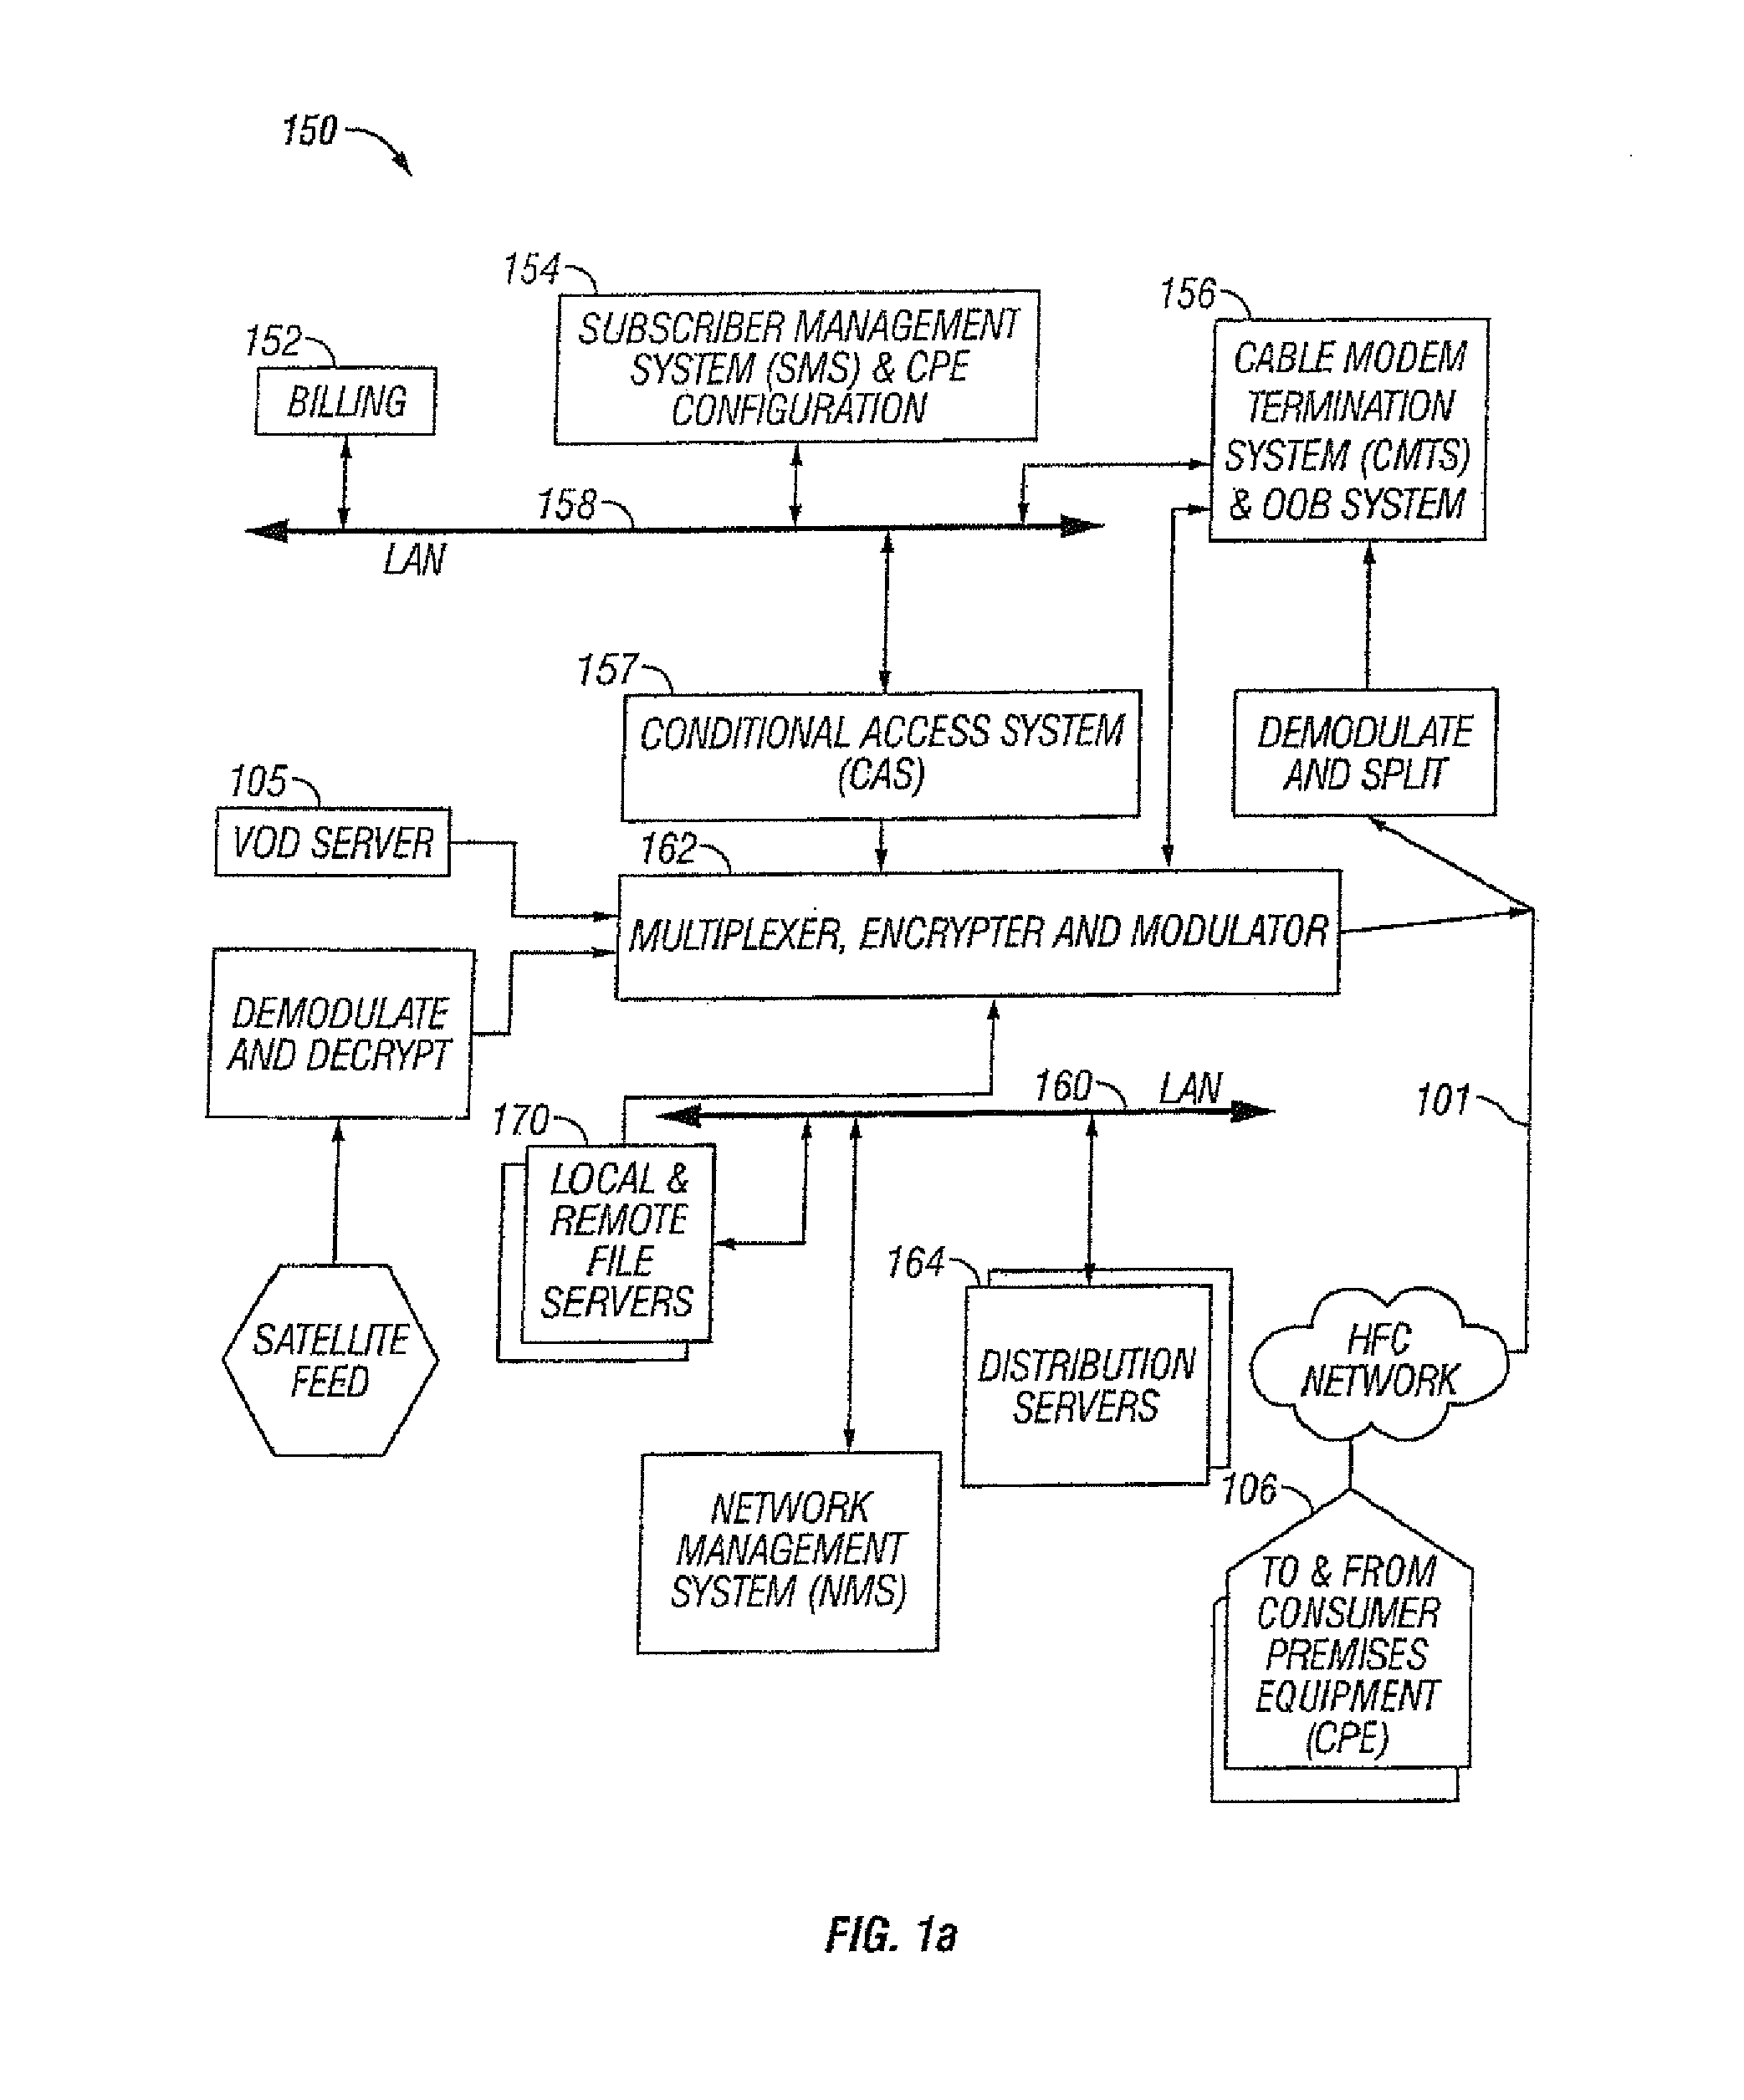 150
154
SUBSCRIBER MANAGEMENT
SYSTEM (SMS) & CPE
CONFIGURATION
156
CABLE MODEM
TERMINATION
SYSTEM (CMTS)
& OOB SYSTEM
152
BILLING
158
LAN
157
CONDITIONAL ACCESS SYSTEM
(CAS)
DEMODULATE
AND SPLIT
105
VOD SERVER
162
MULTIPLEXER, ENCRYPTER AND MODULATOR
DEMODULATE
AND DECRYPT
160
LAN
101
170
LOCAL &
REMOTE
FILE
SERVERS
164
DISTRIBUTION
SERVERS
SATELLITE
FEED
HFC
NETWORK
NETWORK
MANAGEMENT
SYSTEM (NMS)
106
TO & FROM
CONSUMER
PREMISES
EQUIPMENT
(CPE)
FIG. 1a